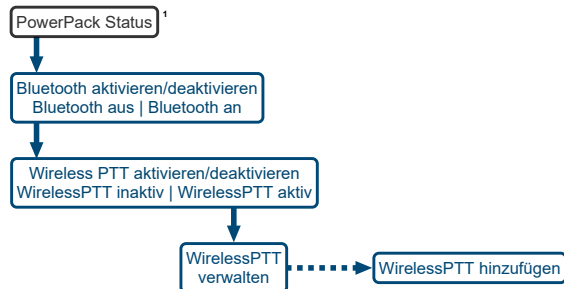 PowerPack Status ¹
Bluetooth aktivieren/deaktivieren
Bluetooth aus | Bluetooth an
Wireless PTT aktivieren/deaktivieren
WirelessPTT inaktiv | WirelessPTT aktiv
WirelessPTT
verwalten
WirelessPTT hinzufügen